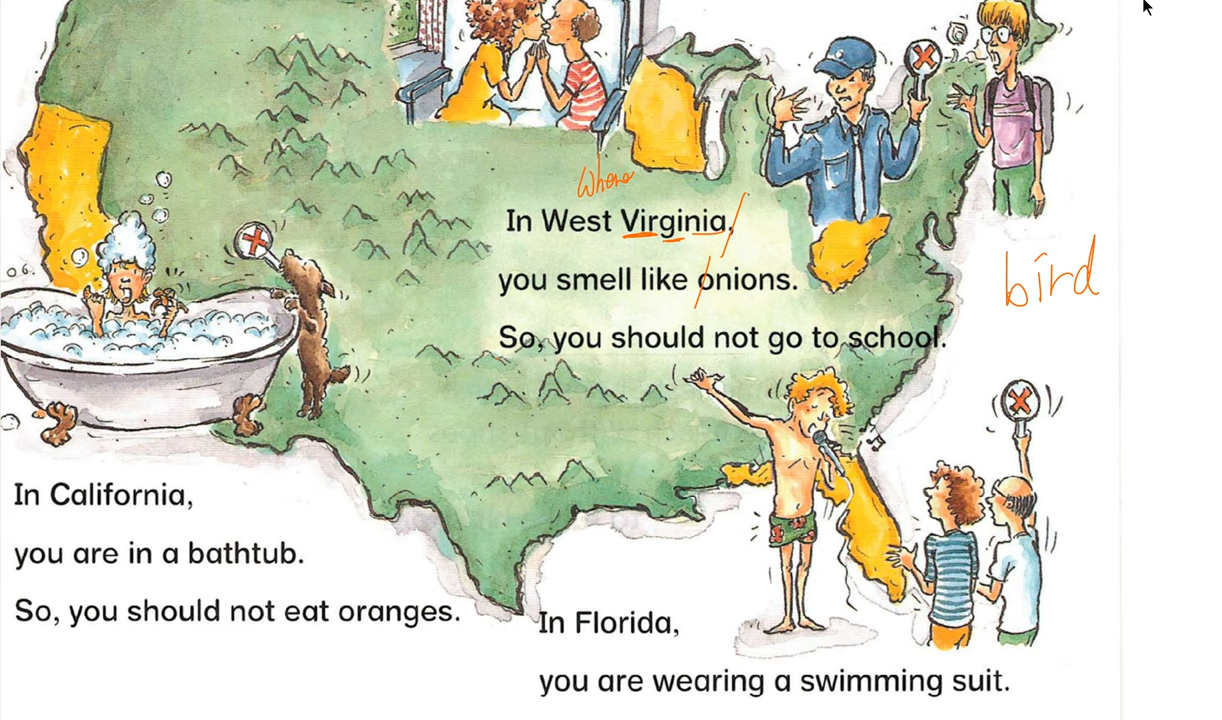 Where
In West Virginia,
you smell like onions.
So, you should not go to school.
bird
In California,
you are in a bathtub.
So, you should not eat oranges.
In Florida,
you are wearing a swimming suit.